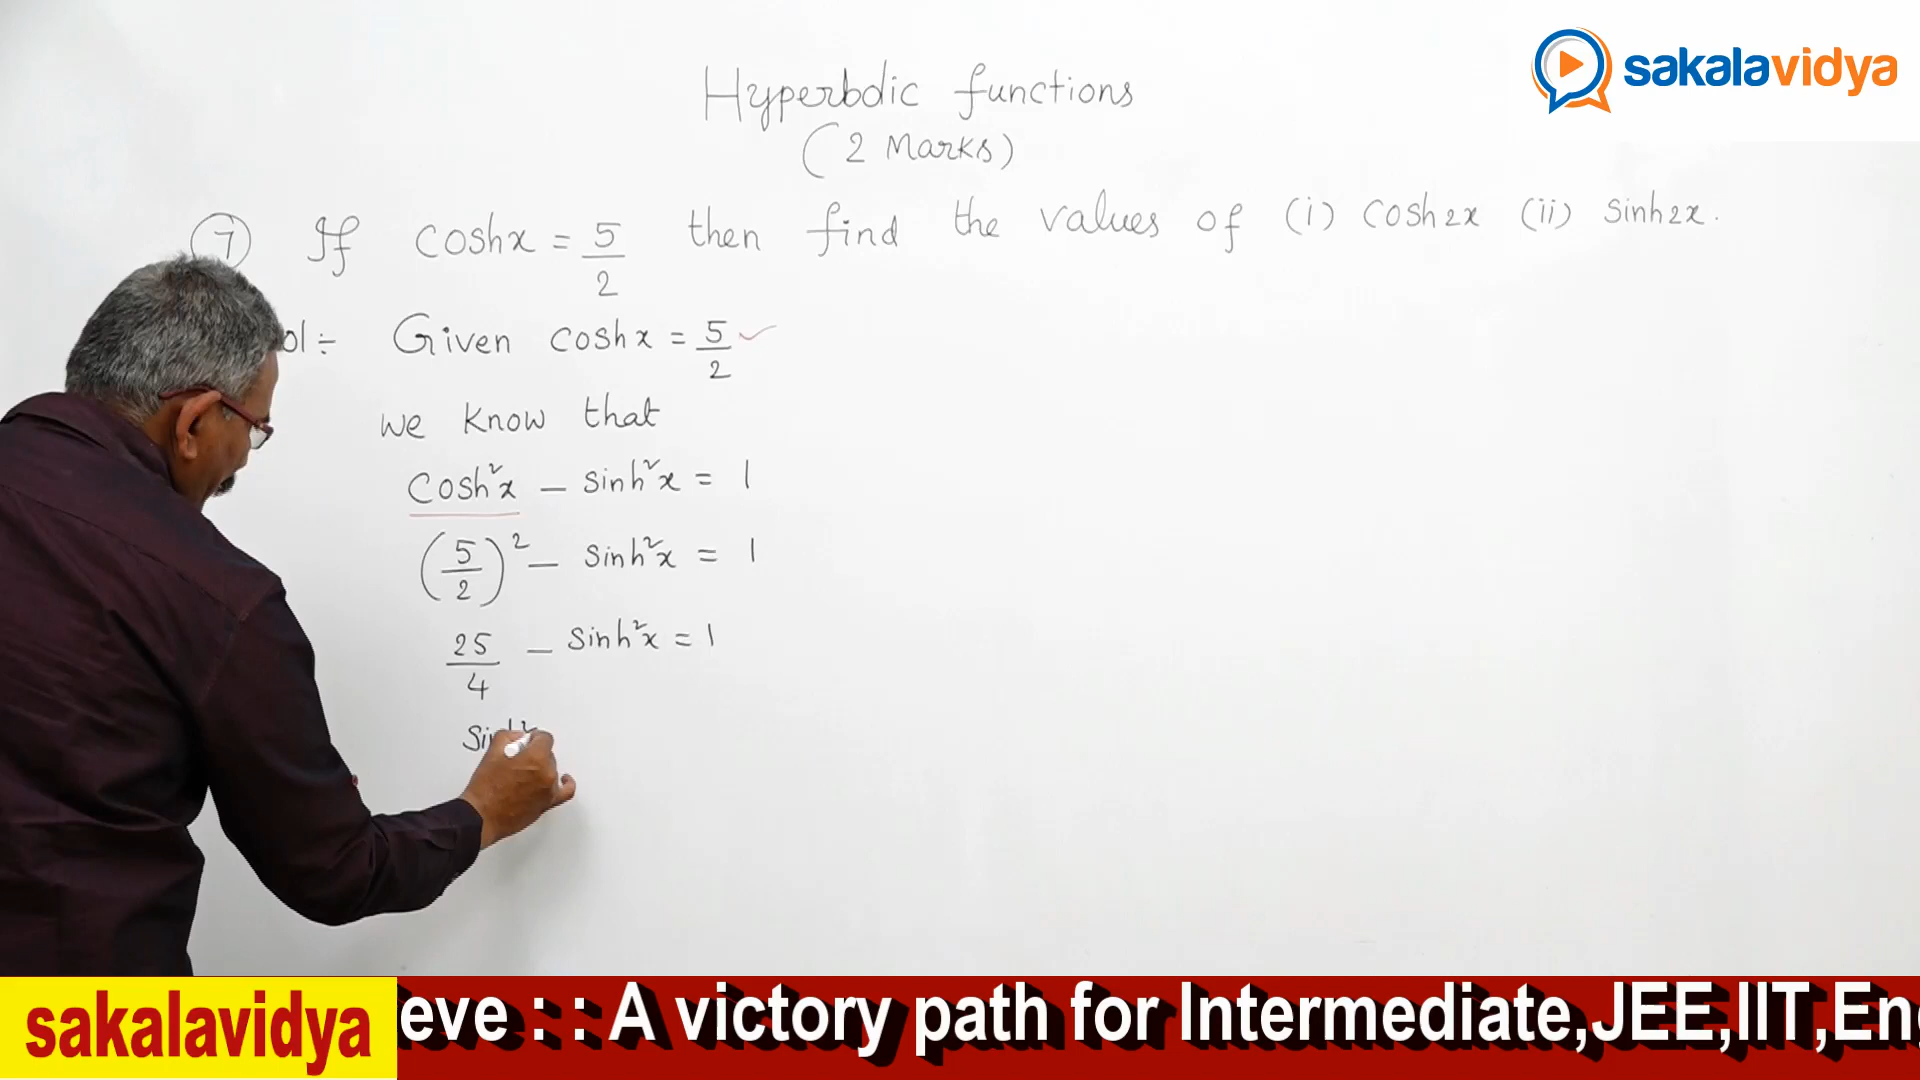 sakalavidya
Hyperbolic functions
(2 Marks)
7 If coshx = 5/2 then find the values of (i) cosh2x (ii) sinh2x.
ol ÷ Given coshx = 5/2 ✓
we know that
cosh²x – sinh²x = 1
(5/2)² – sinh²x = 1
25/4 – sinh²x = 1
sakalavidya
eve : : A victory path for Intermediate,JEE,IIT,En